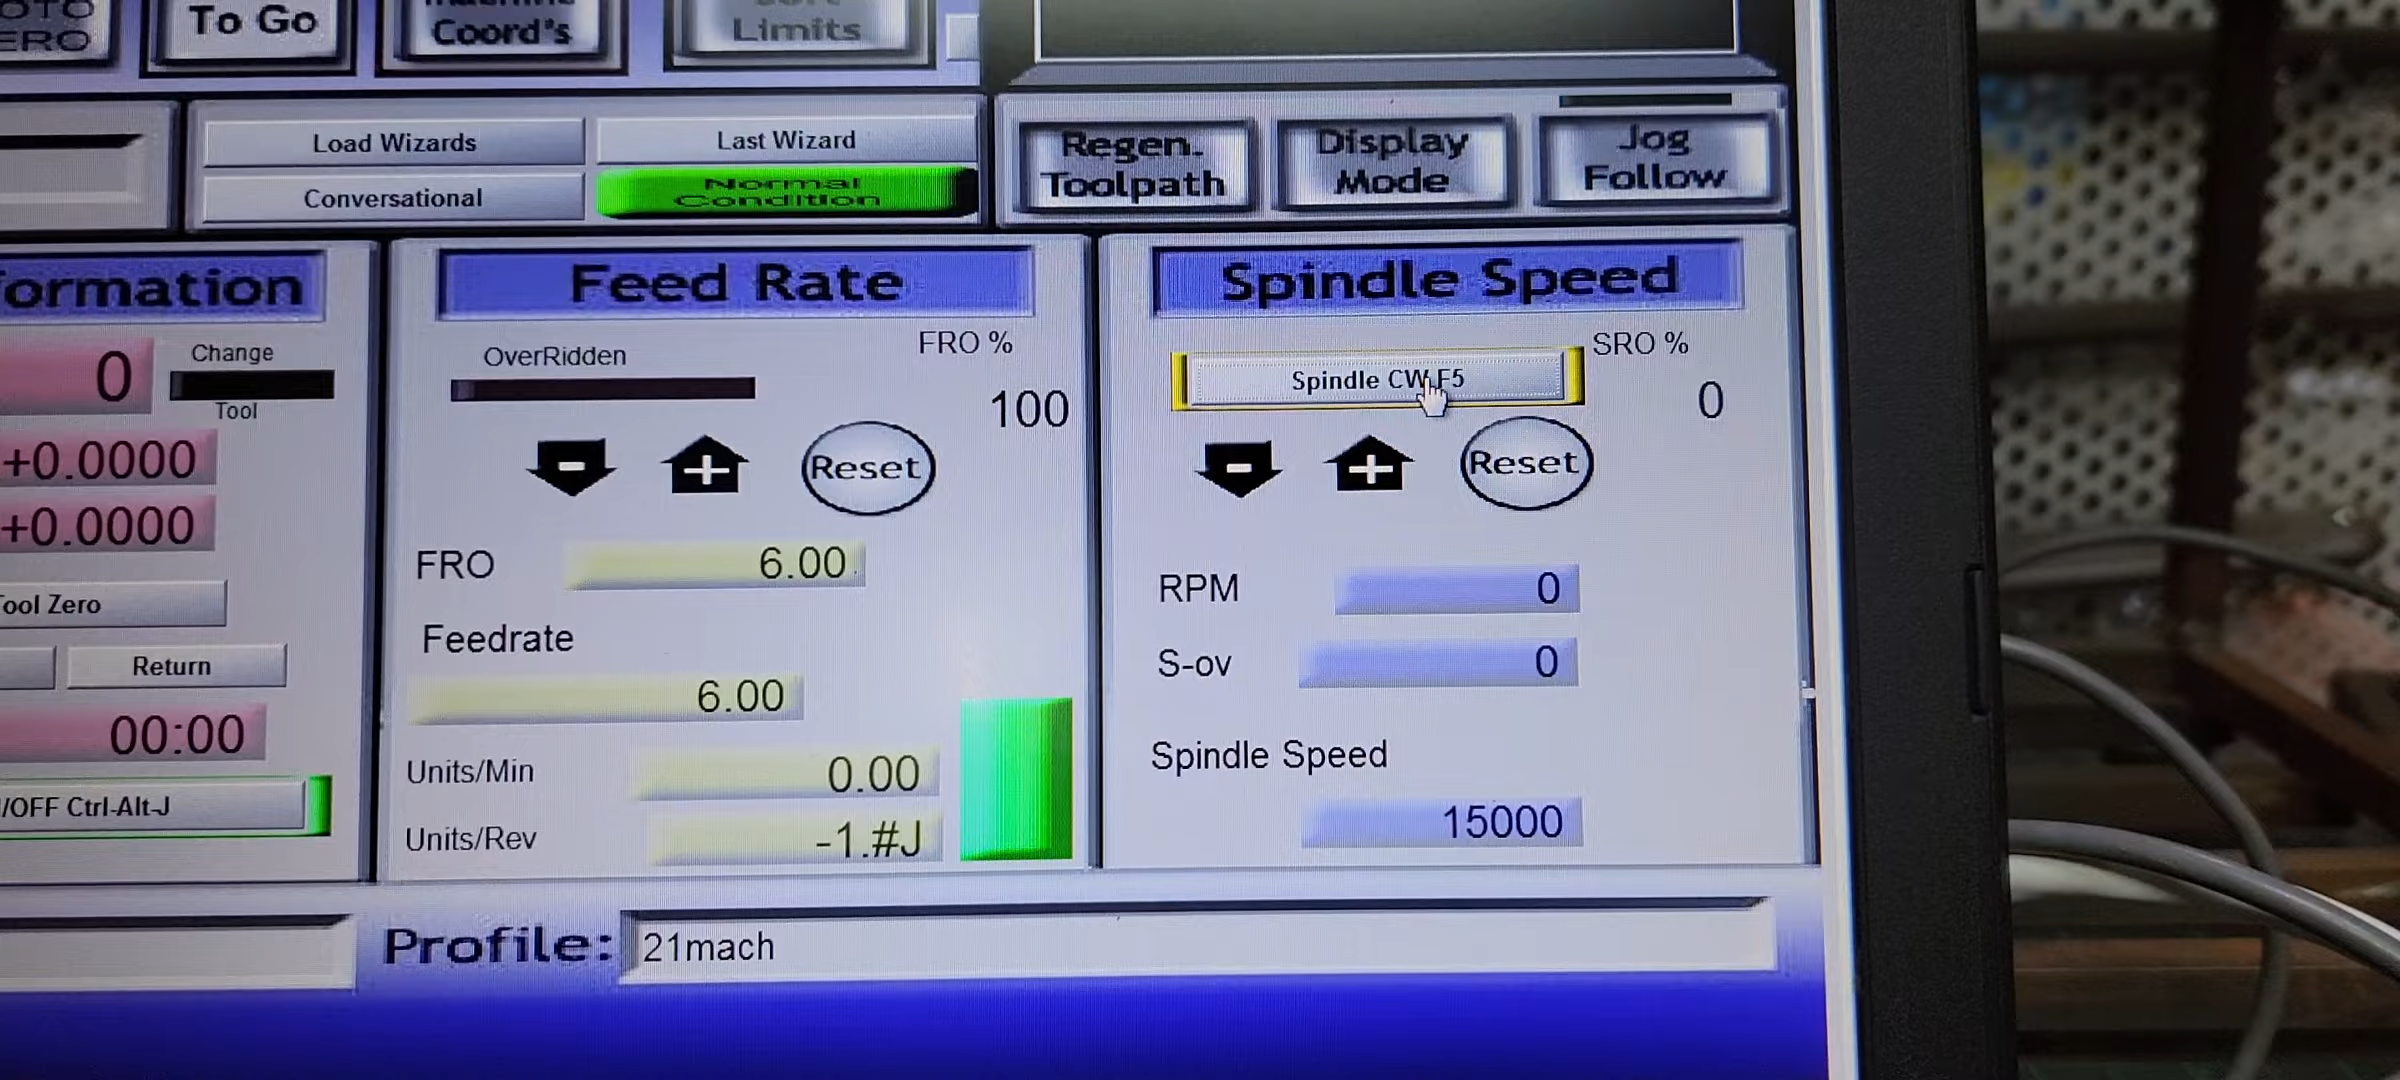 To Go
Coord's
Limits
Load Wizards
Last Wizard
Conversational
Normal
Condition
Regen.
Toolpath
Display
Mode
Jog
Follow
formation
0
Change
Tool
+0.0000
+0.0000
Tool Zero
Return
00:00
/OFF Ctrl-Alt-J
Feed Rate
OverRidden
FRO %
100
-
+
Reset
FRO
6.00
Feedrate
6.00
Units/Min
0.00
Units/Rev
-1.#J
Spindle Speed
Spindle CW F5
SRO %
0
-
+
Reset
RPM
0
S-ov
0
Spindle Speed
15000
Profile:
21mach